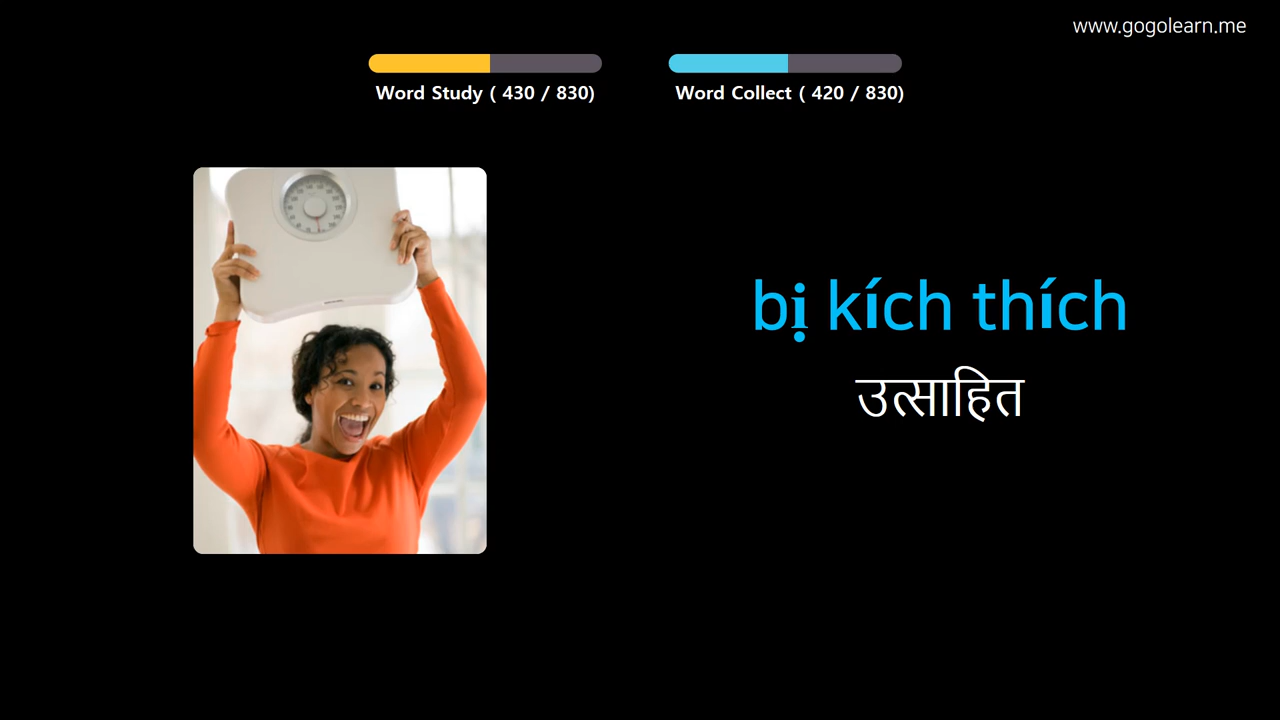 www.gogolearn.me
Word Study ( 430 / 830)
Word Collect ( 420 / 830)
bị kích thích
उत्साहित